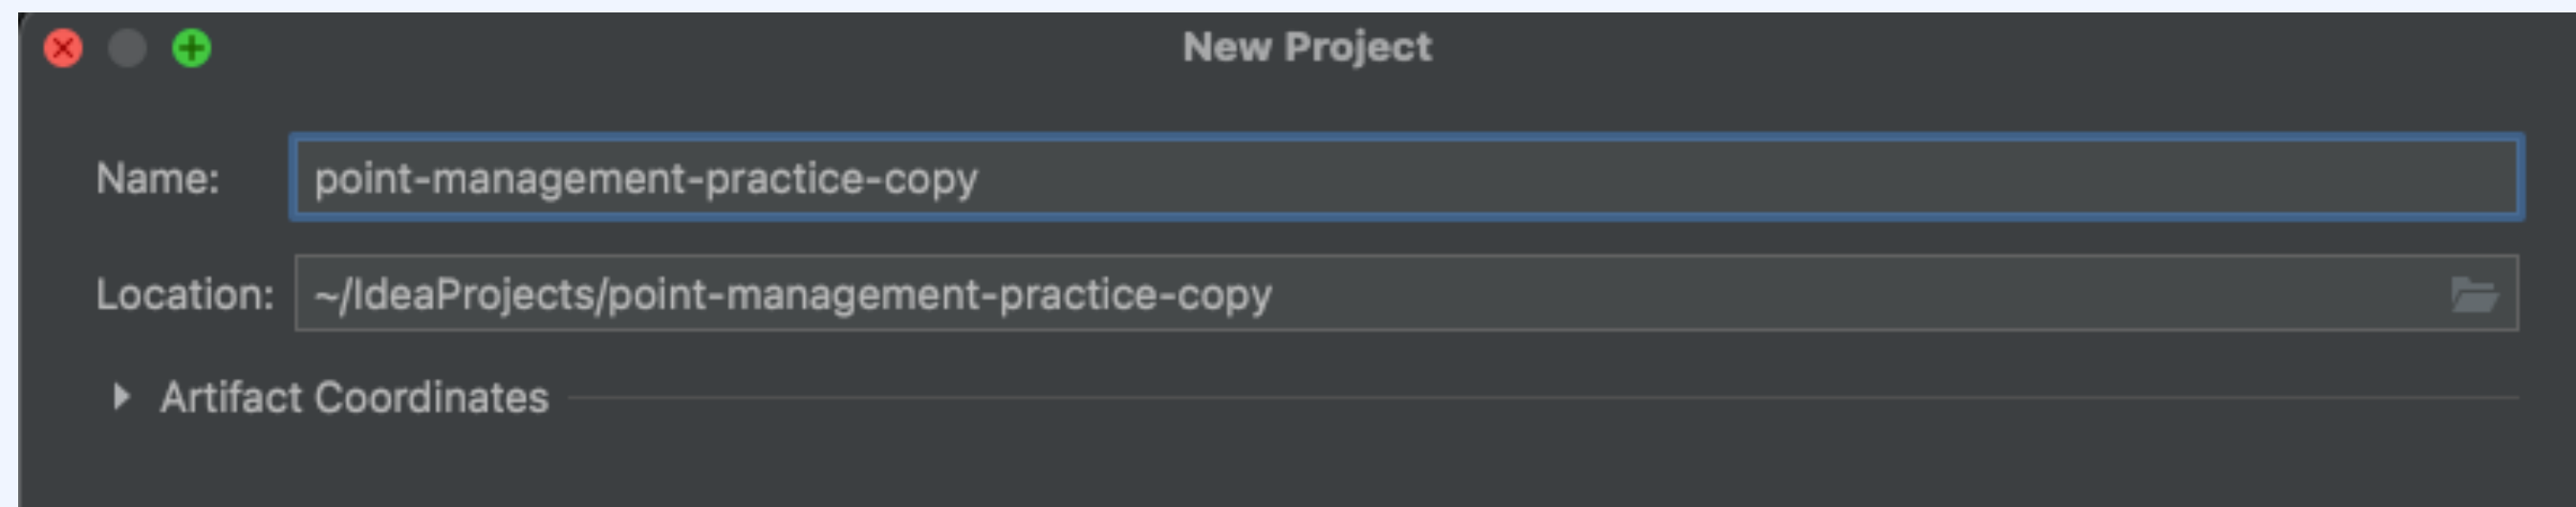 New Project
Name: point-management-practice-copy
Location: ~/IdeaProjects/point-management-practice-copy
Artifact Coordinates